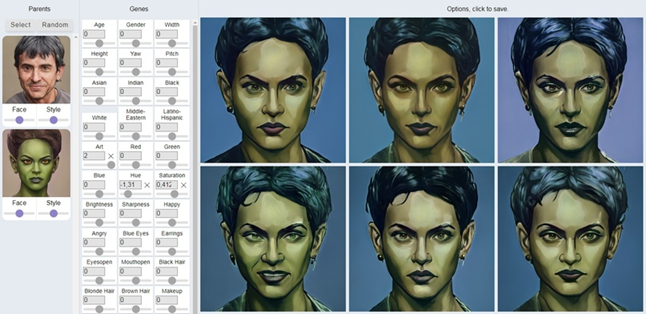 Parents
Genes
Options, click to save.
Select Random
Face Style
Face Style
Age Gender Width
0 0 0
Height Yaw Pitch
0 0 0
Asian Indian Black
0 0 0
White Middle-Eastern Latino-Hispanic
0 0 0
Art Red Green
2 0 0
Blue Hue Saturation
0 -1,31 0,412
Brightness Sharpness Happy
0 0 0
Angry Blue Eyes Earrings
0 0 0
Eyesopen Mouthopen Black Hair
0 0 0
Blonde Hair Brown Hair Makeup
0 0 0